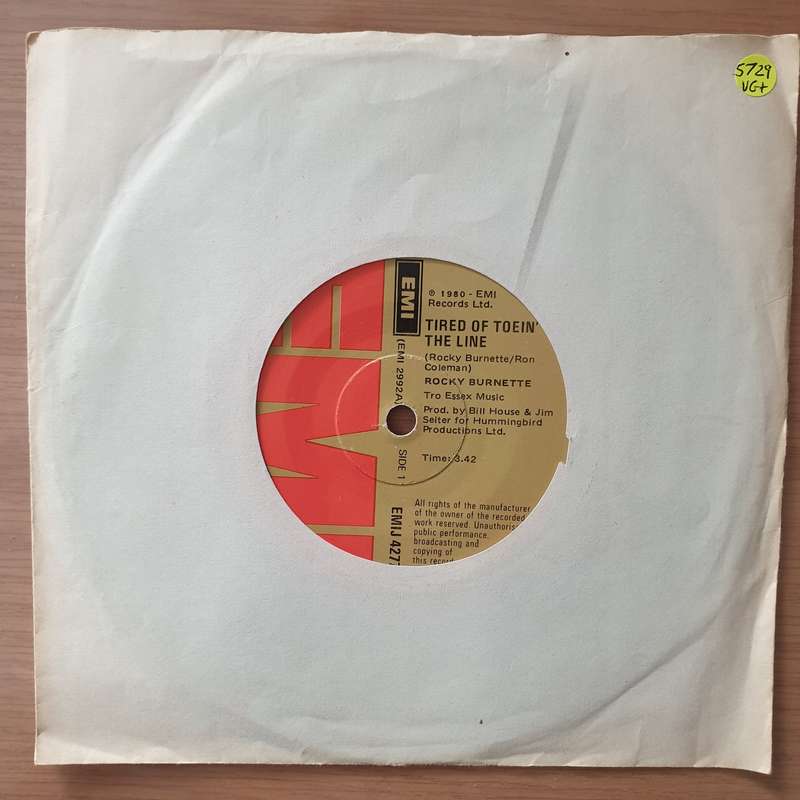 5729
VG+
EMI
℗ 1980 - EMI
Records Ltd.
TIRED OF TOEIN'
THE LINE
(Rocky Burnette/Ron
Coleman)
ROCKY BURNETTE
Tro Essex Music
Prod. by Bill House & Jim
Seiter for Hummingbird
Productions Ltd.
Time: 3.42
(EMI 2992A)
SIDE 1
EMIJ 4277
All rights of the manufacturer
of the owner of the recorded
work reserved. Unauthoris
public performance,
broadcasting and
copying of
this record